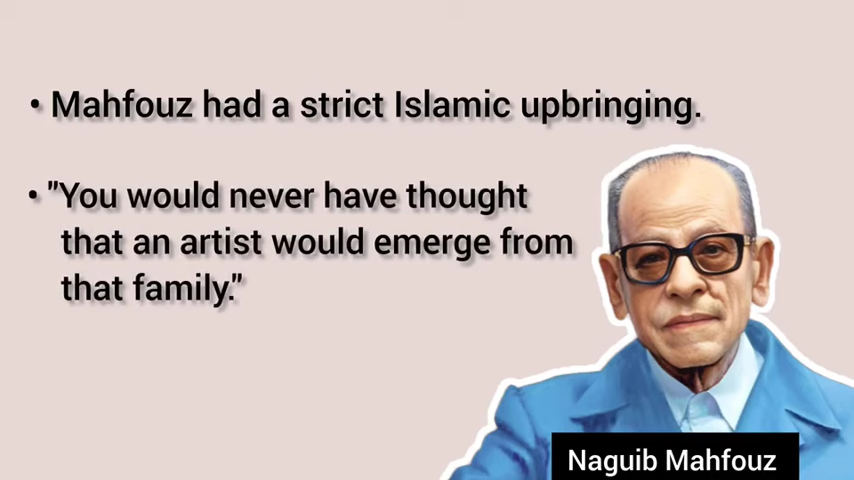 • Mahfouz had a strict Islamic upbringing.
• "You would never have thought
that an artist would emerge from
that family."
Naguib Mahfouz